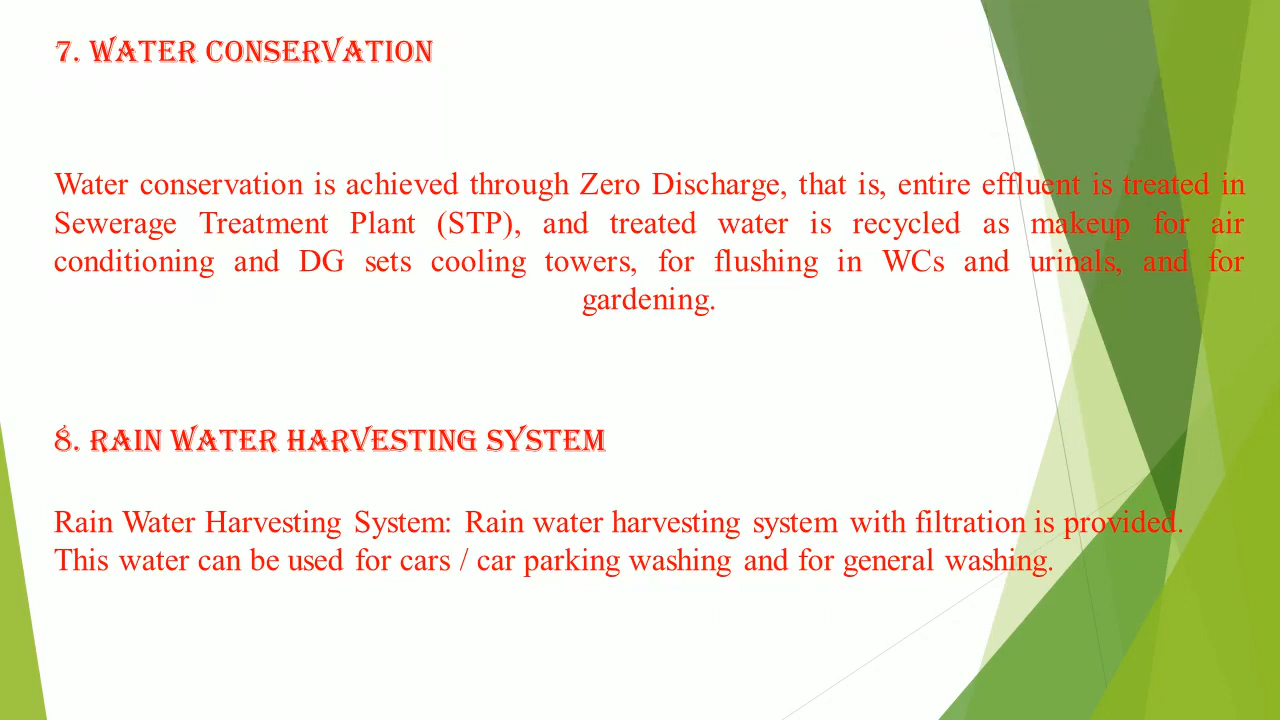 7. WATER CONSERVATION
Water conservation is achieved through Zero Discharge, that is, entire effluent is treated in
Sewerage Treatment Plant (STP), and treated water is recycled as makeup for air
conditioning and DG sets cooling towers, for flushing in WCs and urinals, and for
gardening.
8. RAIN WATER HARVESTING SYSTEM
Rain Water Harvesting System: Rain water harvesting system with filtration is provided.
This water can be used for cars / car parking washing and for general washing.